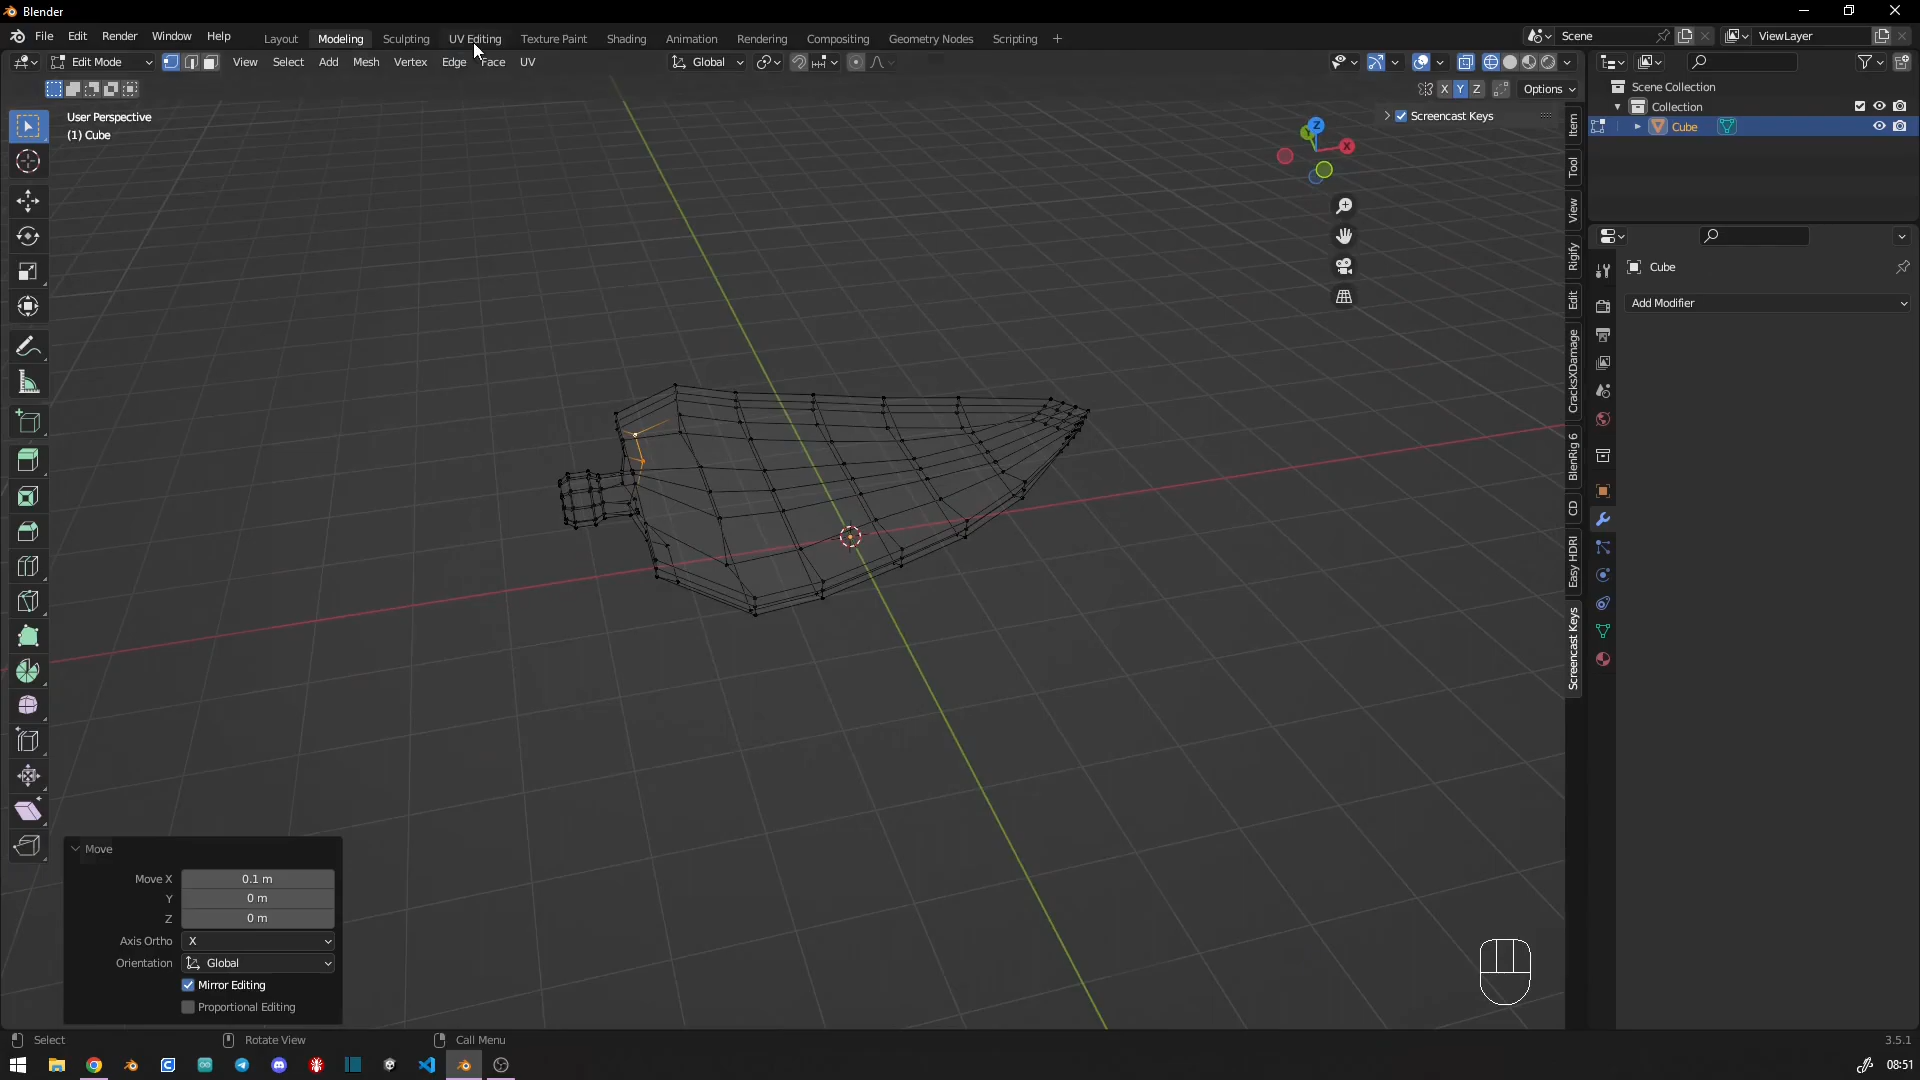 Blender
File Edit Render Window Help Layout Modeling Sculpting UV Editing Texture Paint Shading Animation Rendering Compositing Geometry Nodes Scripting + Scene ViewLayer
Edit Mode View Select Add Mesh Vertex Edge Face UV Global
X Y Z Options
User Perspective
(1) Cube
Screencast Keys
Z
Y
X
Item
Tool
View
Rigify
Edit
CracksXDamage
BlenRig 6
CD
Easy HDRI
Screencast Keys
Scene Collection
Collection
Cube
Cube
Add Modifier
Move
Move X 0.1 m
Y 0 m
Z 0 m
Axis Ortho X
Orientation Global
Mirror Editing
Proportional Editing
Select Rotate View Call Menu 3.5.1
08:51